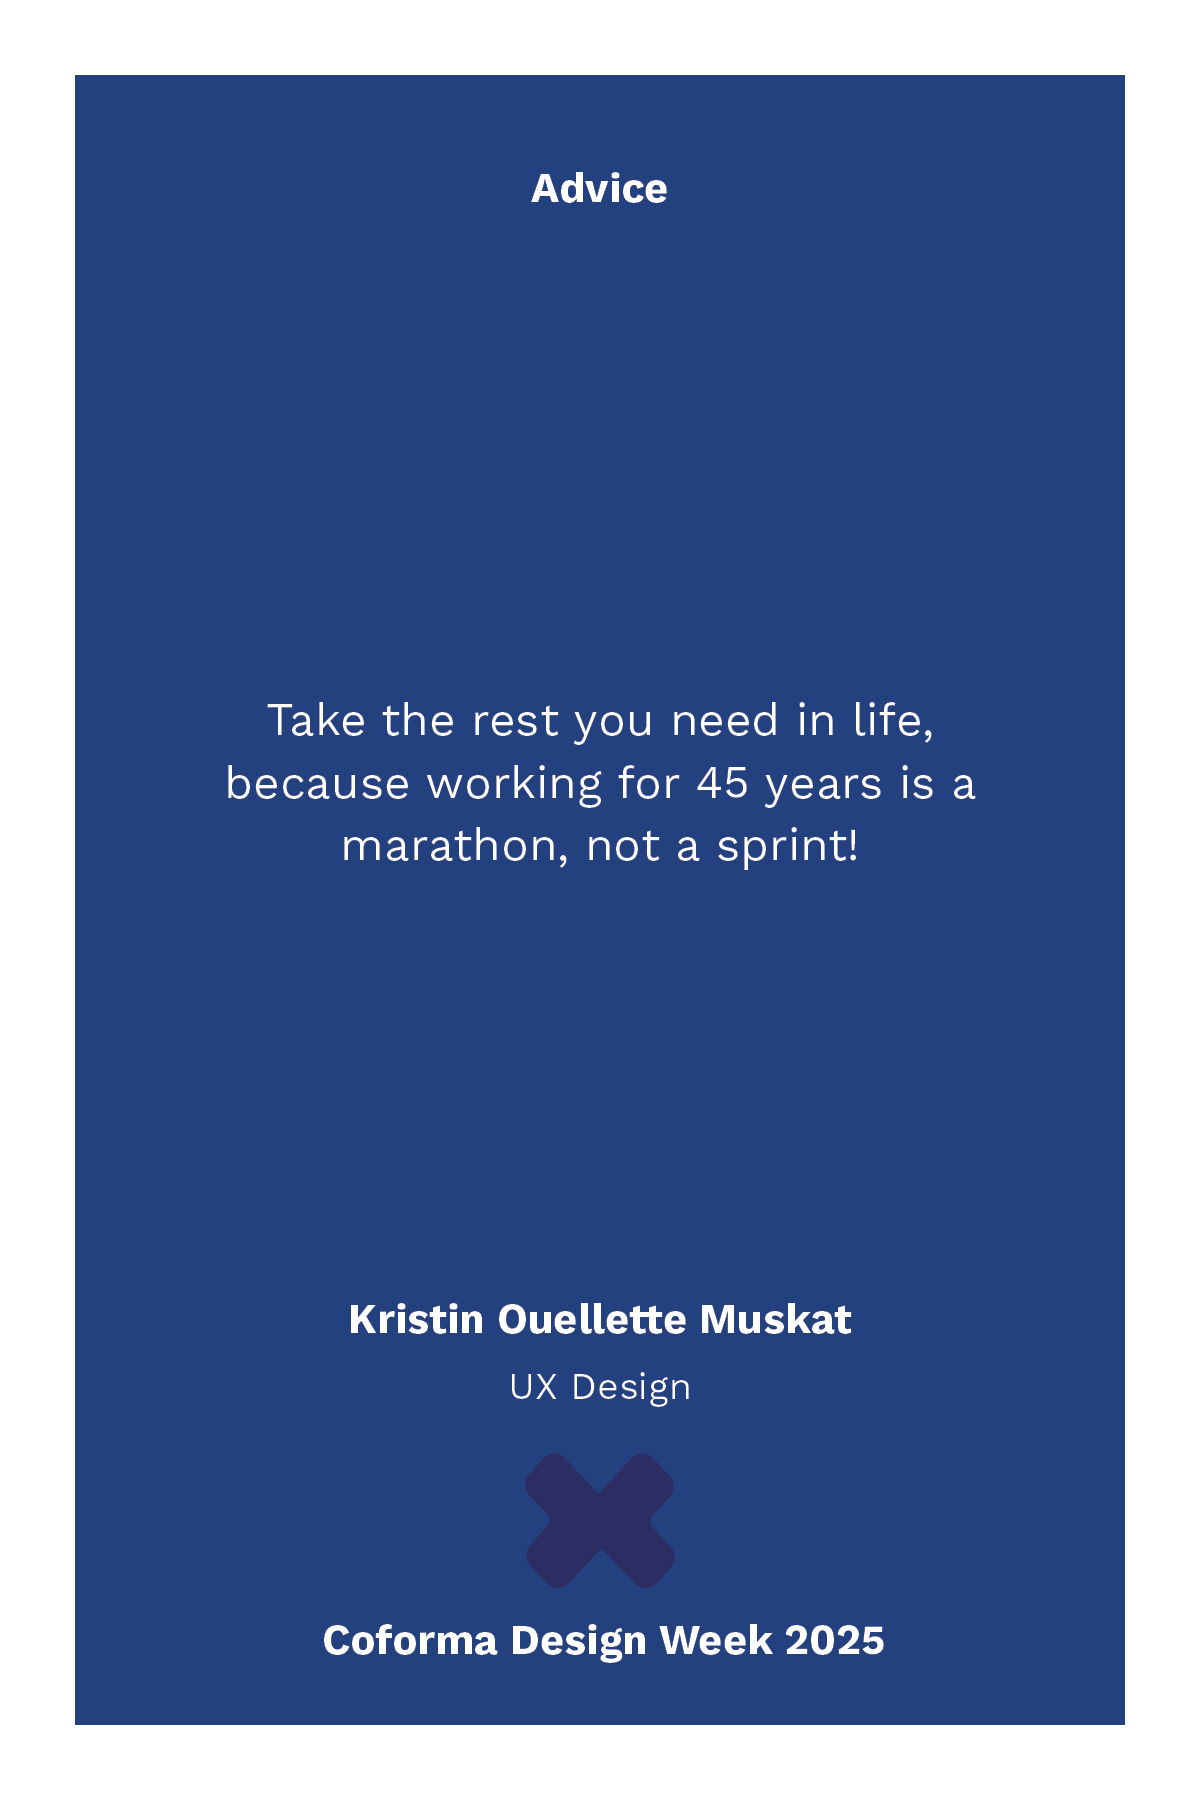 Advice
Take the rest you need in life,
because working for 45 years is a
marathon, not a sprint!
Kristin Ouellette Muskat
UX Design
Coforma Design Week 2025